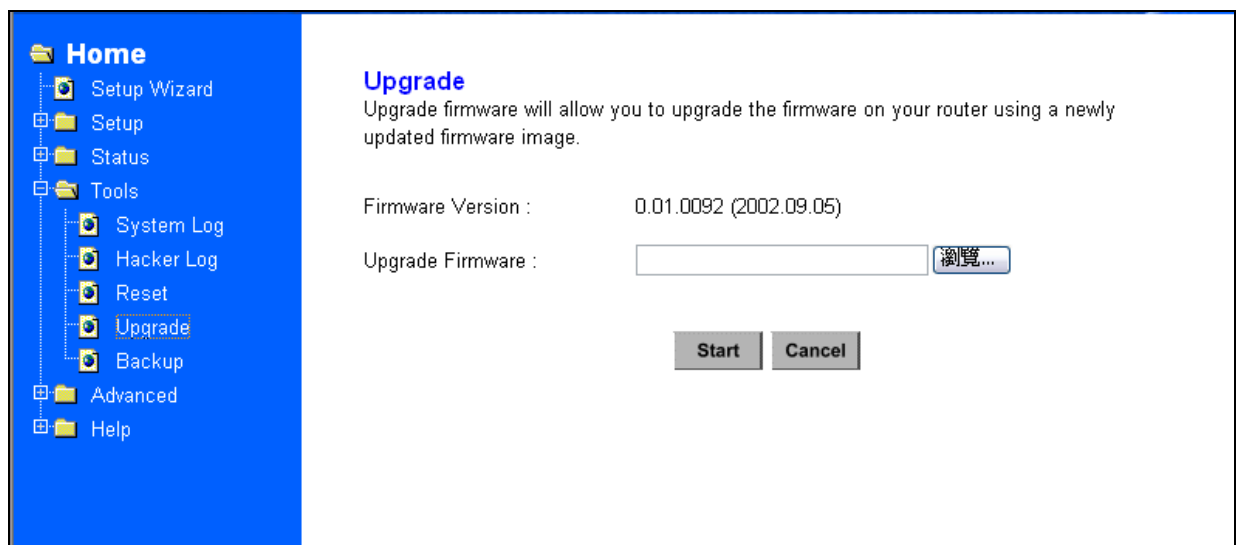 Home
Setup Wizard
Setup
Status
Tools
System Log
Hacker Log
Reset
Upgrade
Backup
Advanced
Help
Upgrade
Upgrade firmware will allow you to upgrade the firmware on your router using a newly
updated firmware image.
Firmware Version : 0.01.0092 (2002.09.05)
Upgrade Firmware : 瀏覽...
Start Cancel